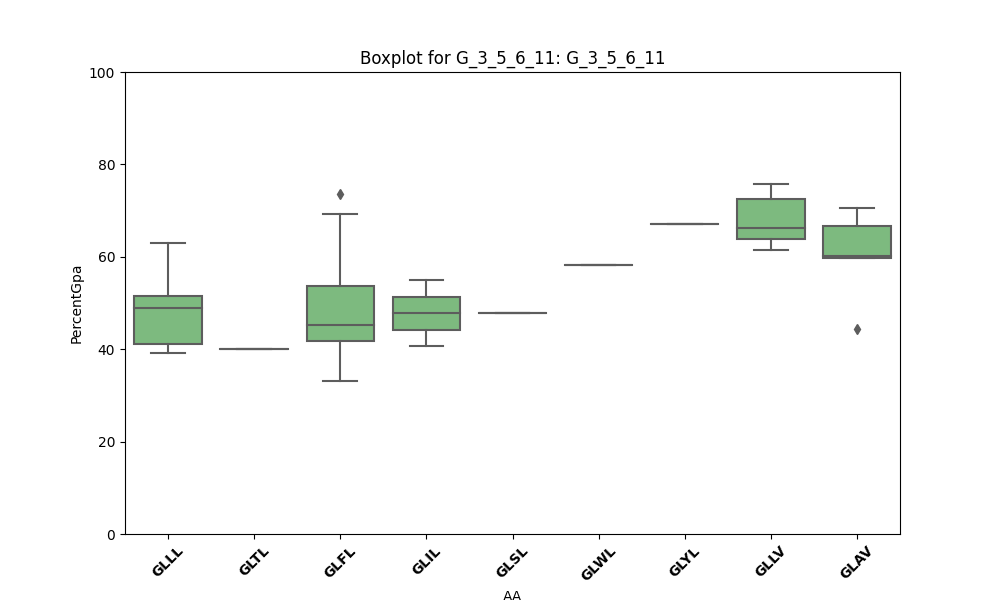 Boxplot for G_3_5_6_11: G_3_5_6_11
100
80
60
40
20
0
PercentGpa
GLLL
GLTL
GLFL
GLIL
GLSL
GLWL
GLYL
GLLV
GLAV
AA